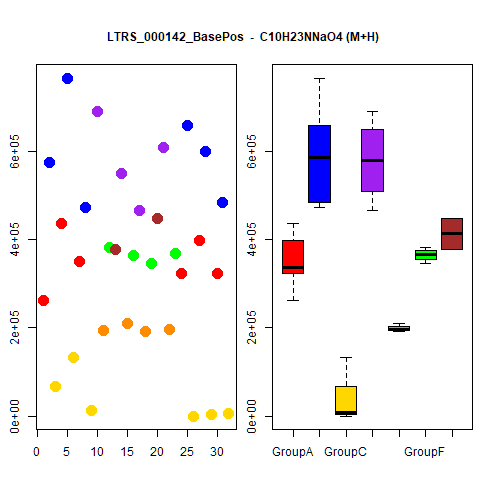 LTRS_000142_BasePos - C10H23NNaO4 (M+H)
6e+05
4e+05
2e+05
0e+00
0 5 10 15 20 25 30
6e+05
4e+05
2e+05
0e+00
GroupA GroupC GroupF